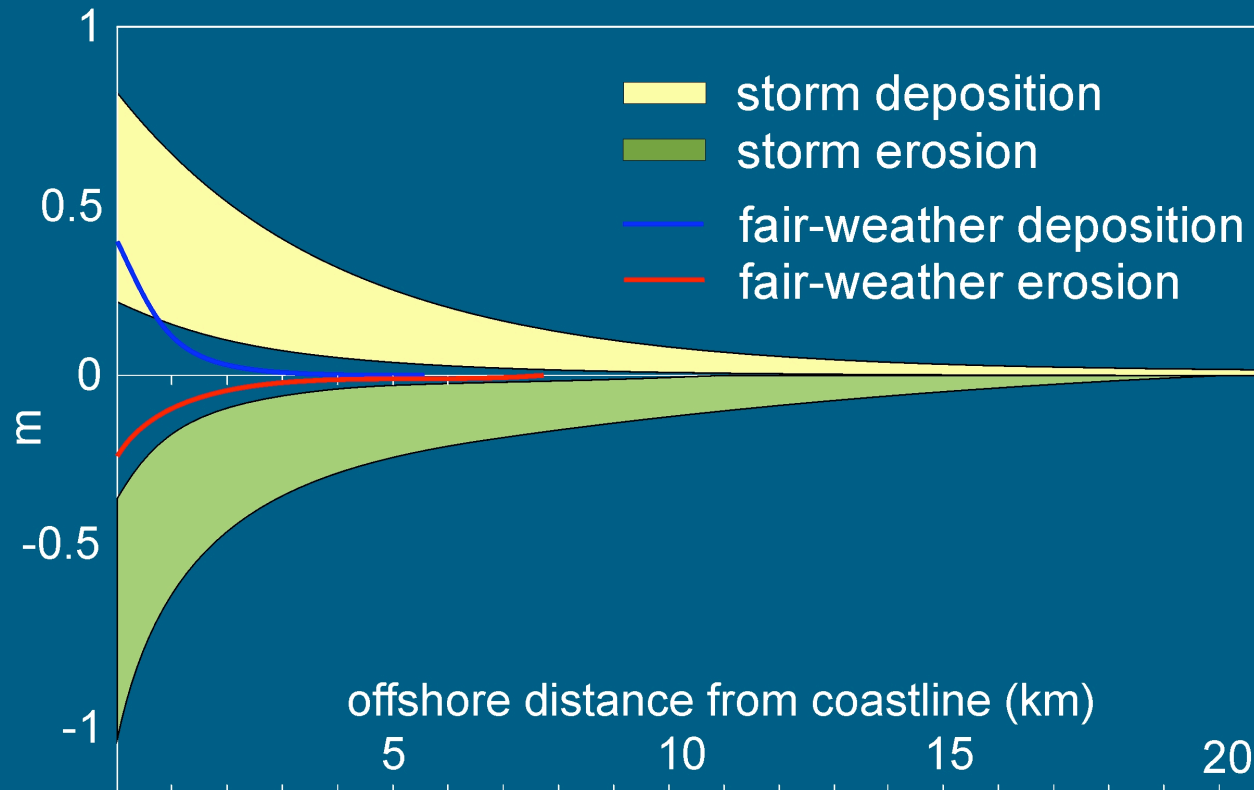 1
storm deposition
storm erosion
0.5
fair-weather deposition
fair-weather erosion
0
m
-0.5
offshore distance from coastline (km)
-1
5 10 15 20